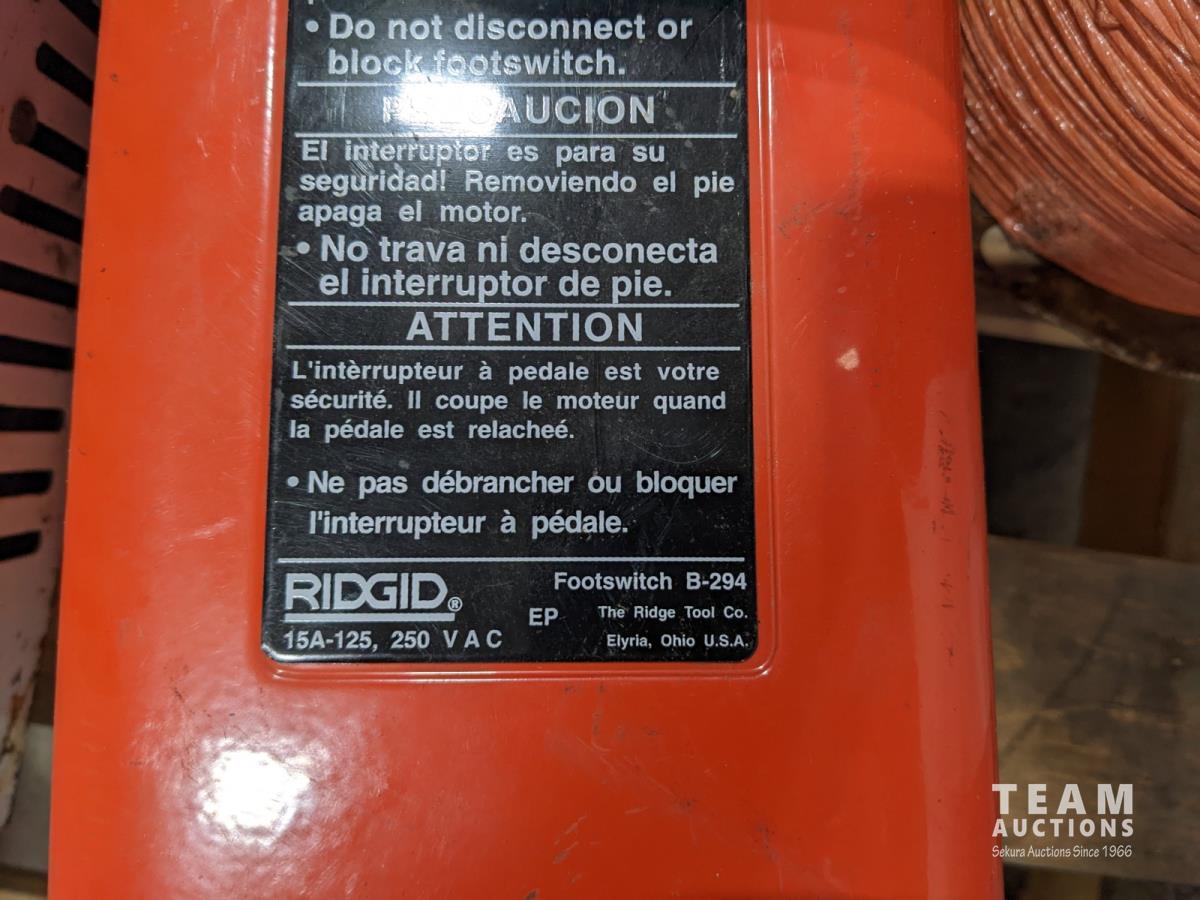 • Do not disconnect or
block footswitch.
El interruptor es para su
seguridad! Removiendo el pie
apaga el motor.
• No trava ni desconecta
el interruptor de pie.
ATTENTION
L'intèrrupteur à pedale est votre
sécurité. Il coupe le moteur quand
la pédale est relacheé.
• Ne pas débrancher ou bloquer
l'interrupteur à pédale.
RIDGID®
Footswitch B-294
EP The Ridge Tool Co.
15A-125, 250 VAC
Elyria, Ohio U.S.A.
TEAM
AUCTIONS
Sekura Auctions Since 1966